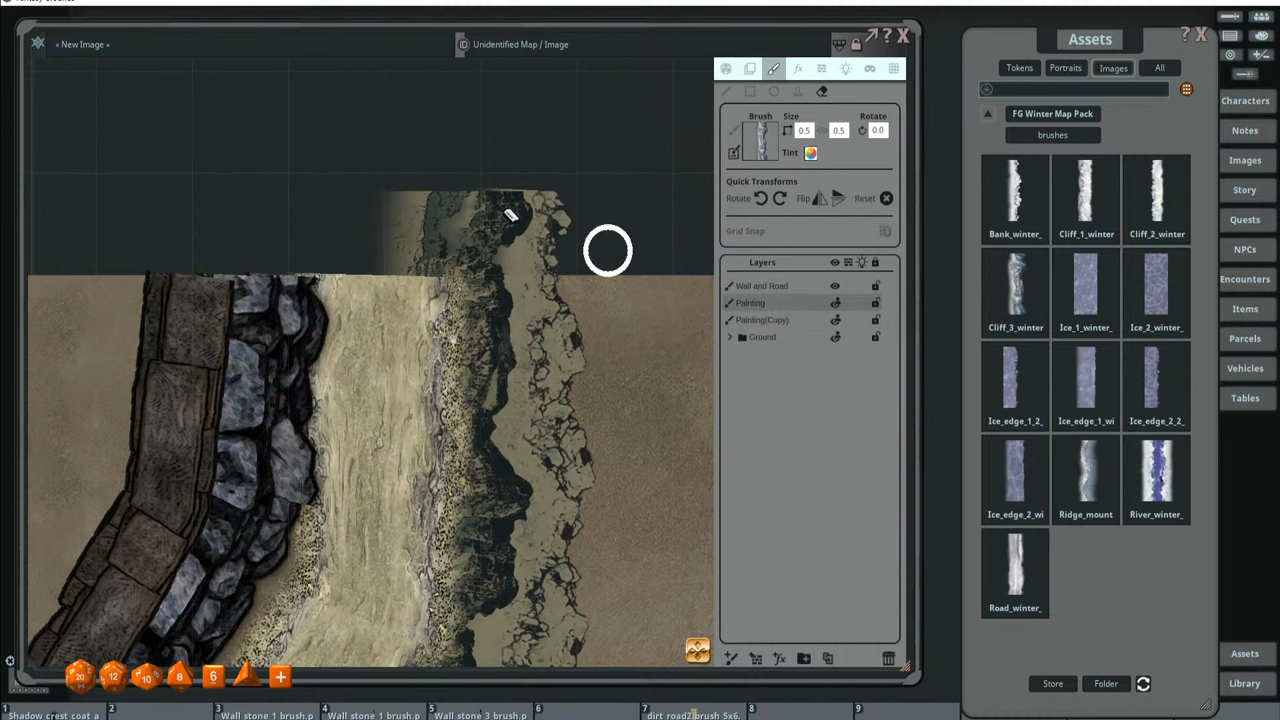 « New Image »
ID Unidentified Map / Image
? X
Brush Size Rotate
0.5 0.5 0.0
Tint
Quick Transforms
Rotate Flip Reset
Grid Snap
Layers
Wall and Road
Painting
Painting(Copy)
Ground
Assets
? X
Tokens Portraits Images All
FG Winter Map Pack
brushes
Bank_winter_ Cliff_1_winter Cliff_2_winter
Cliff_3_winter Ice_1_winter_ Ice_2_winter_
Ice_edge_1_2_ Ice_edge_1_wi Ice_edge_2_2_
Ice_edge_2_wi Ridge_mount River_winter_
Road_winter_
Store Folder
Characters
Notes
Images
Story
Quests
NPCs
Encounters
Items
Parcels
Vehicles
Tables
Assets
Library
20 12 10 8 6 +
1 2 3 4 5 6 7 8 9
Shadow_crest coat a Wall stone 1 brush.p Wall stone 1 brush.p Wall stone 3 brush.p dirt_road2 brush 5x6.